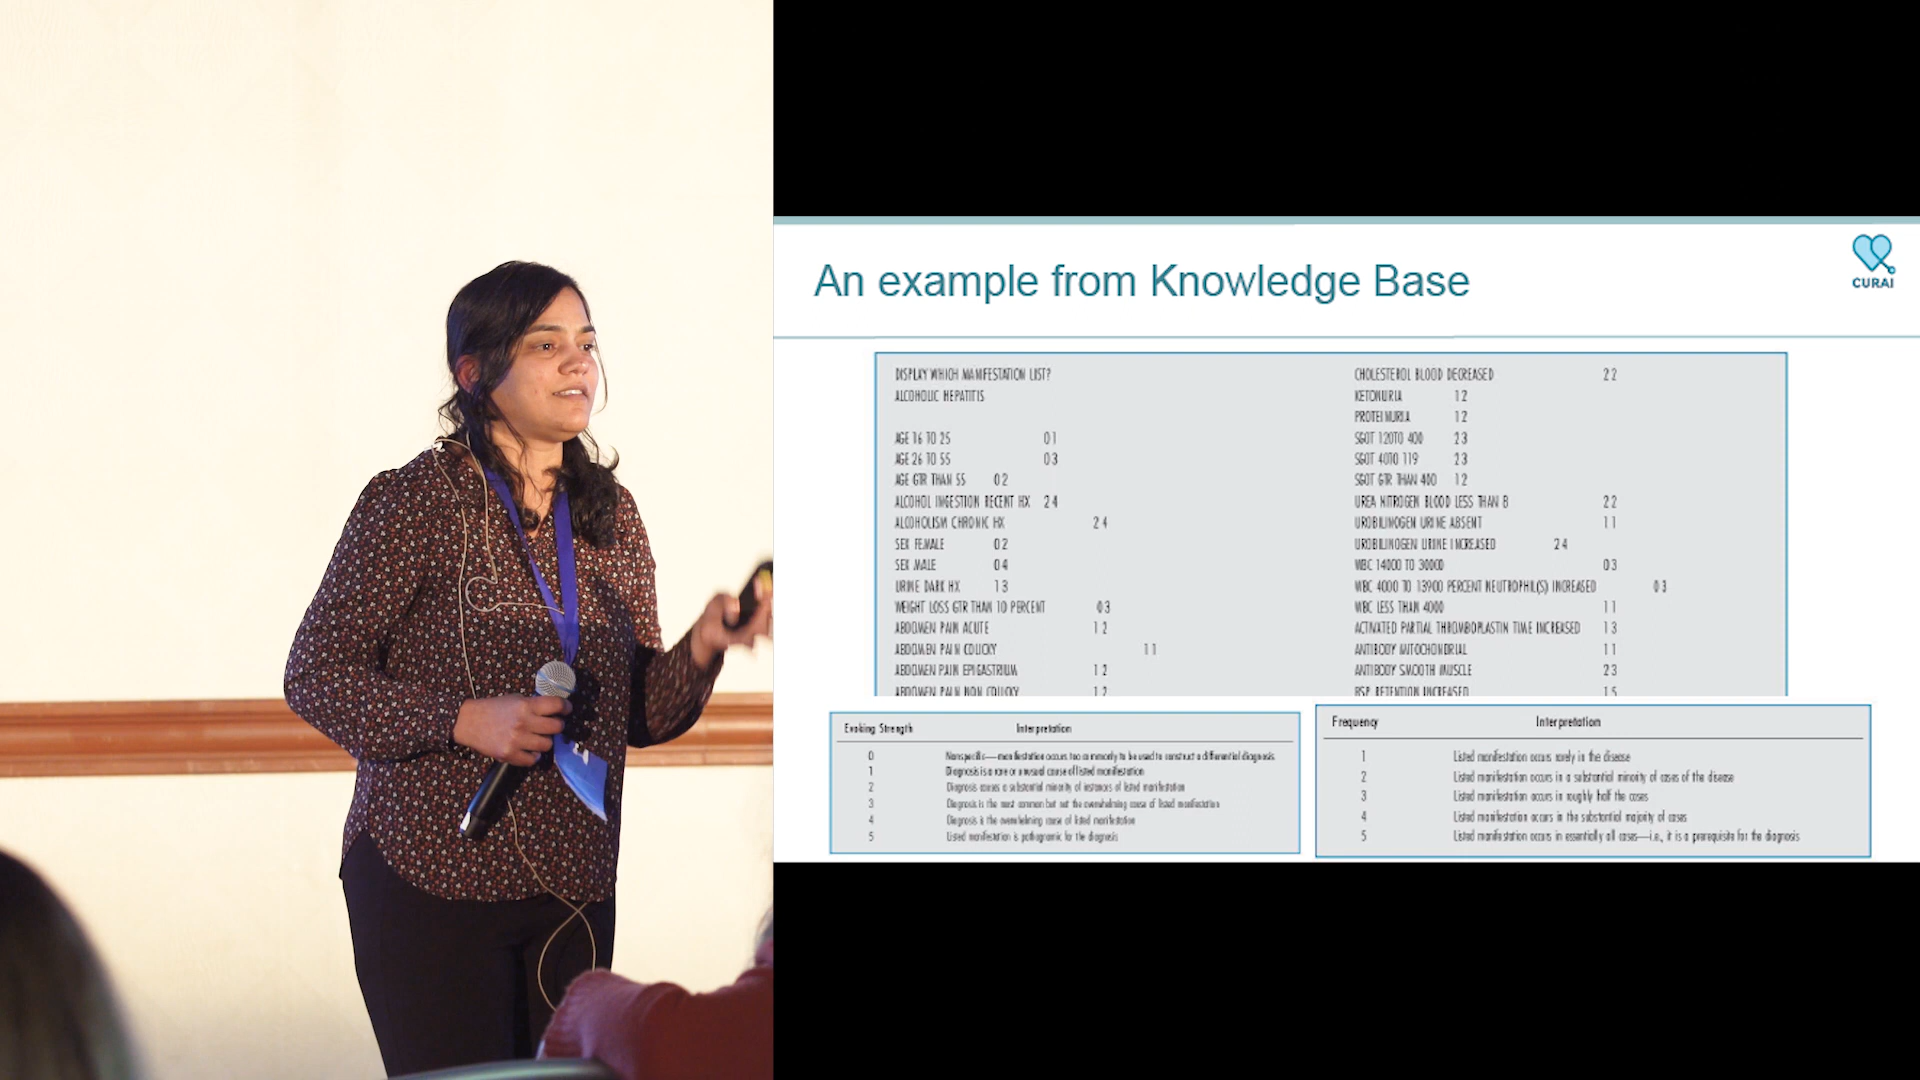 An example from Knowledge Base
CURAI
DISPLAY WHICH MANIFESTATION LIST?
ALCOHOLIC HEPATITIS
AGE 16 TO 25 0 1
AGE 26 TO 55 0 3
AGE GTR THAN 55 0 2
ALCOHOL INGESTION RECENT HX 2 4
ALCOHOLISM CHRONIC HX 2 4
SEX FEMALE 0 2
SEX MALE 0 4
URINE DARK HX 1 3
WEIGHT LOSS GTR THAN 10 PERCENT 0 3
ABDOMEN PAIN ACUTE 1 2
ABDOMEN PAIN COLICKY 1 1
ABDOMEN PAIN EPIGASTRIUM 1 2
ABDOMEN PAIN NON COLICKY 1 2
CHOLESTEROL BLOOD DECREASED 2 2
KETONURIA 1 2
PROTEINURIA 1 2
SGOT 120TO 400 2 3
SGOT 40TO 119 2 3
SGOT GTR THAN 400 1 2
UREA NITROGEN BLOOD LESS THAN 8 2 2
UROBILINOGEN URINE ABSENT 1 1
UROBILINOGEN URINE INCREASED 2 4
WBC 14000 TO 30000 0 3
WBC 4000 TO 13900 PERCENT NEUTROPHIL(S) INCREASED 0 3
WBC LESS THAN 4000 1 1
ACTIVATED PARTIAL THROMBOPLASTIN TIME INCREASED 1 3
ANTIBODY MITOCHONDRIAL 1 1
ANTIBODY SMOOTH MUSCLE 2 3
BSP RETENTION INCREASED 1 5
Evoking Strength Interpretation
0 Nonspecific—manifestation occurs too commonly to be used to construct a differential diagnosis
1 Diagnosis is a rare or unusual cause of listed manifestation
2 Diagnosis causes a substantial minority of instances of listed manifestation
3 Diagnosis is the most common but not the overwhelming cause of listed manifestation
4 Diagnosis is the overwhelming cause of listed manifestation
5 Listed manifestation is pathognomic for the diagnosis
Frequency Interpretation
1 Listed manifestation occurs rarely in the disease
2 Listed manifestation occurs in a substantial minority of cases of the disease
3 Listed manifestation occurs in roughly half the cases
4 Listed manifestation occurs in the substantial majority of cases
5 Listed manifestation occurs in essentially all cases—i.e., it is a prerequisite for the diagnosis